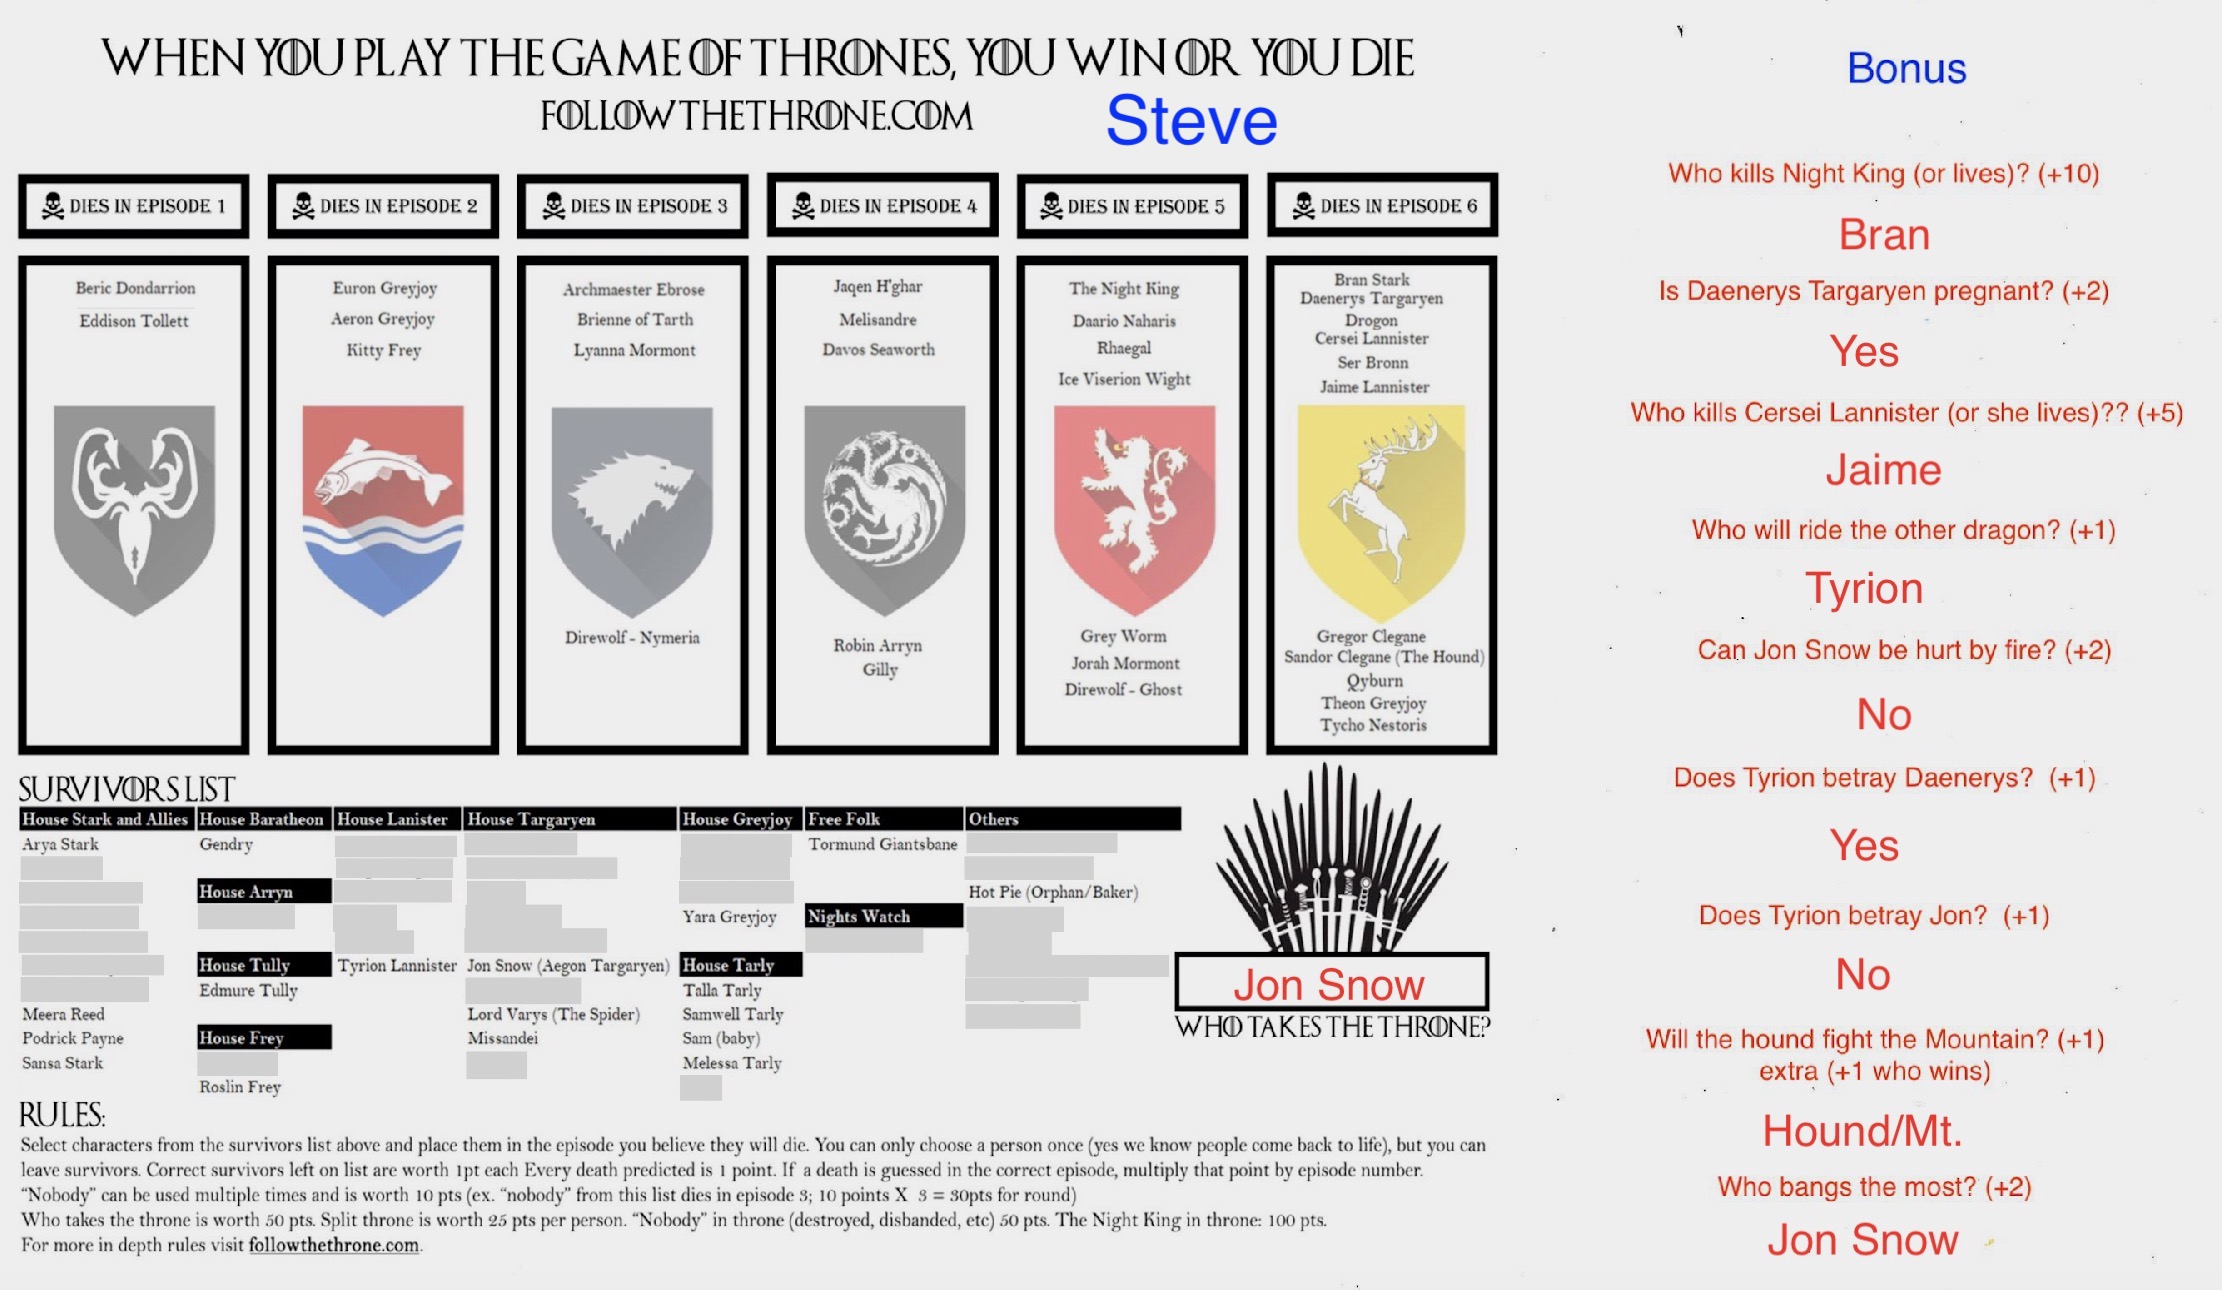 WHEN YOU PLAY THE GAME OF THRONES, YOU WIN OR YOU DIE
FOLLOWTHETHRONE.COM
Steve
DIES IN EPISODE 1
DIES IN EPISODE 2
DIES IN EPISODE 3
DIES IN EPISODE 4
DIES IN EPISODE 5
DIES IN EPISODE 6
Beric Dondarrion
Eddison Tollett
Euron Greyjoy
Aeron Greyjoy
Kitty Frey
Archmaester Ebrose
Brienne of Tarth
Lyanna Mormont
Direwolf - Nymeria
Jaqen H'ghar
Melisandre
Davos Seaworth
Robin Arryn
Gilly
The Night King
Daario Naharis
Rhaegal
Ice Viserion Wight
Grey Worm
Jorah Mormont
Direwolf - Ghost
Bran Stark
Daenerys Targaryen
Drogon
Cersei Lannister
Ser Bronn
Jaime Lannister
Gregor Clegane
Sandor Clegane (The Hound)
Qyburn
Theon Greyjoy
Tycho Nestoris
SURVIVORS LIST
House Stark and Allies
Arya Stark
Meera Reed
Podrick Payne
Sansa Stark
House Baratheon
Gendry
House Arryn
House Tully
Edmure Tully
House Frey
Roslin Frey
House Lanister
Tyrion Lannister
House Targaryen
Jon Snow (Aegon Targaryen)
Lord Varys (The Spider)
Missandei
House Greyjoy
Yara Greyjoy
House Tarly
Talla Tarly
Samwell Tarly
Sam (baby)
Melessa Tarly
Free Folk
Tormund Giantsbane
Nights Watch
Others
Hot Pie (Orphan/Baker)
Jon Snow
WHO TAKES THE THRONE?
RULES:
Select characters from the survivors list above and place them in the episode you believe they will die. You can only choose a person once (yes we know people come back to life), but you can
leave survivors. Correct survivors left on list are worth 1pt each Every death predicted is 1 point. If a death is guessed in the correct episode, multiply that point by episode number.
“Nobody” can be used multiple times and is worth 10 pts (ex. “nobody” from this list dies in episode 3; 10 points X 3 = 30pts for round)
Who takes the throne is worth 50 pts. Split throne is worth 25 pts per person. “Nobody” in throne (destroyed, disbanded, etc) 50 pts. The Night King in throne: 100 pts.
For more in depth rules visit followthethrone.com.
Bonus
Who kills Night King (or lives)? (+10)
Bran
Is Daenerys Targaryen pregnant? (+2)
Yes
Who kills Cersei Lannister (or she lives)?? (+5)
Jaime
Who will ride the other dragon? (+1)
Tyrion
Can Jon Snow be hurt by fire? (+2)
No
Does Tyrion betray Daenerys? (+1)
Yes
Does Tyrion betray Jon? (+1)
No
Will the hound fight the Mountain? (+1)
extra (+1 who wins)
Hound/Mt.
Who bangs the most? (+2)
Jon Snow